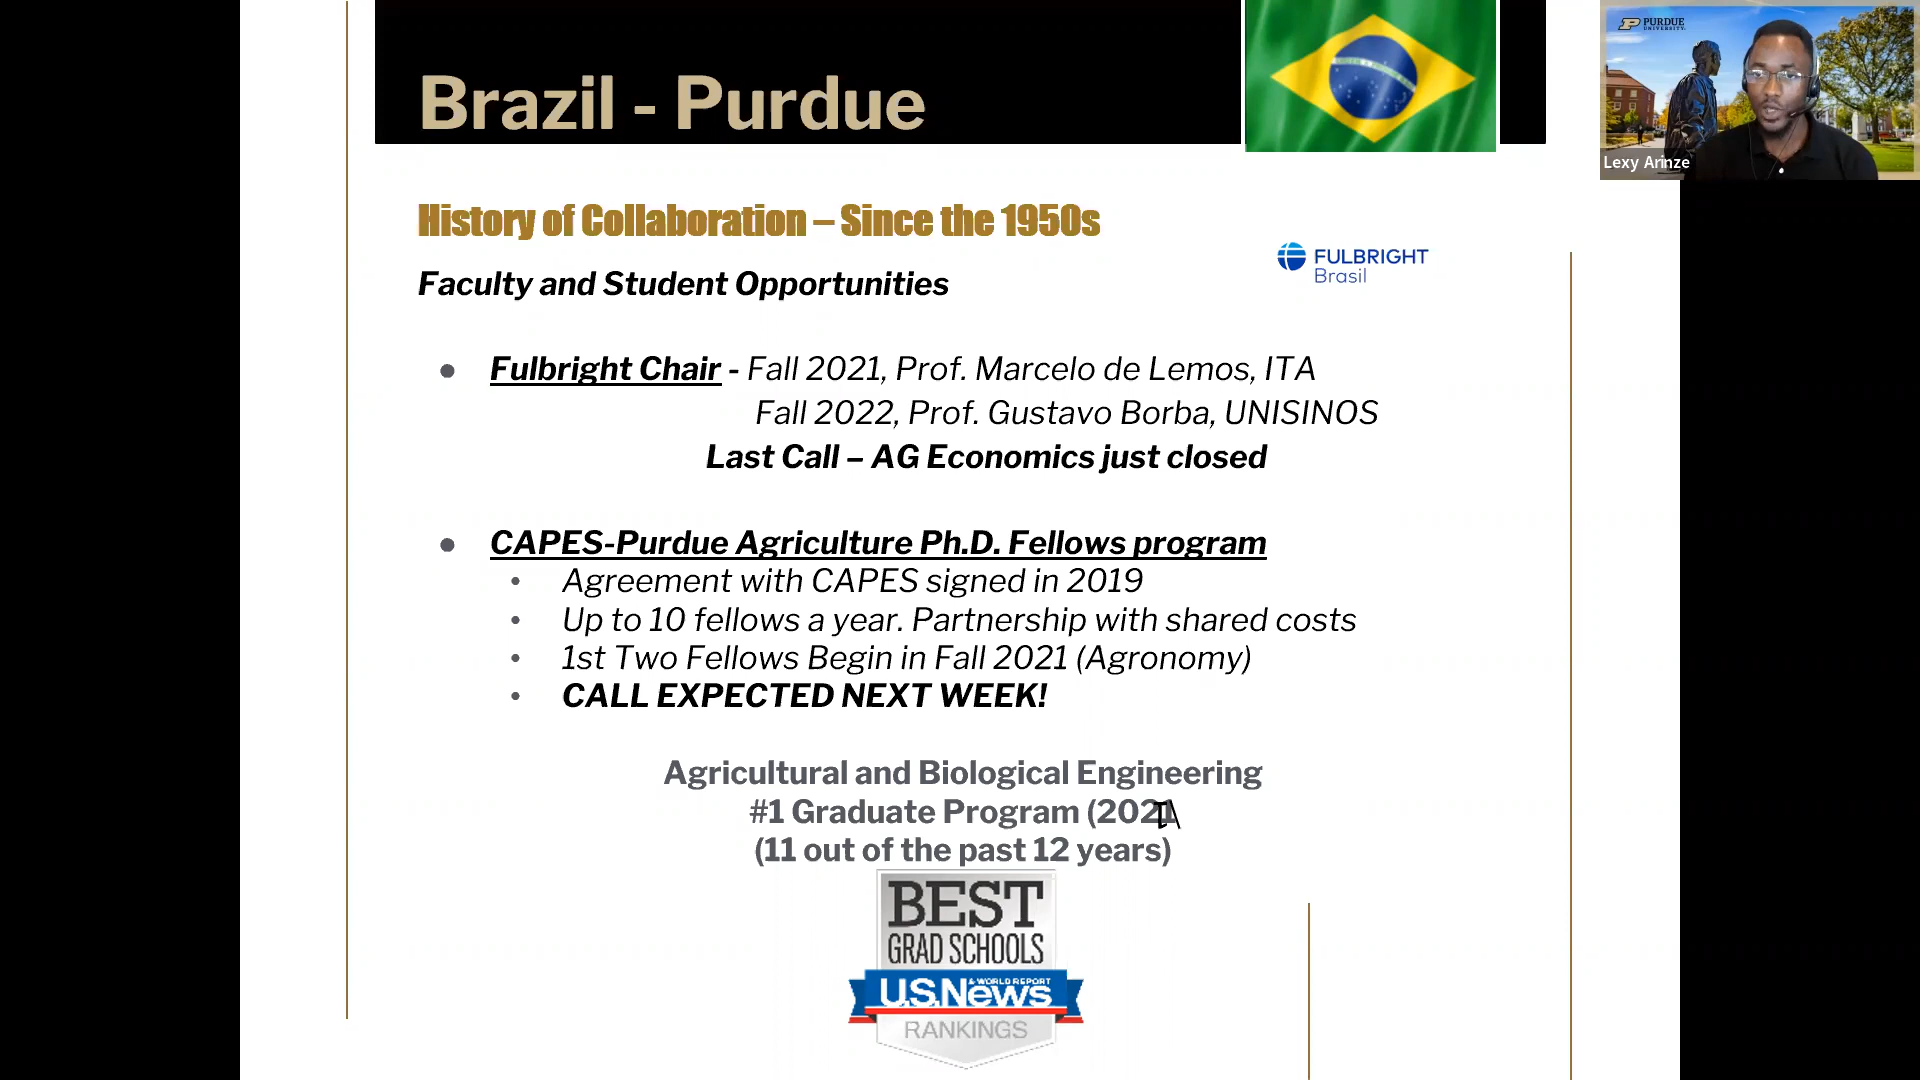 Brazil - Purdue
PURDUE
UNIVERSITY
Lexy Arinze
History of Collaboration – Since the 1950s
FULBRIGHT
Brasil
Faculty and Student Opportunities
Fulbright Chair - Fall 2021, Prof. Marcelo de Lemos, ITA
Fall 2022, Prof. Gustavo Borba, UNISINOS
Last Call – AG Economics just closed
CAPES-Purdue Agriculture Ph.D. Fellows program
Agreement with CAPES signed in 2019
Up to 10 fellows a year. Partnership with shared costs
1st Two Fellows Begin in Fall 2021 (Agronomy)
CALL EXPECTED NEXT WEEK!
Agricultural and Biological Engineering
#1 Graduate Program (2021
(11 out of the past 12 years)
BEST
GRAD SCHOOLS
& WORLD REPORT
U.S.News
RANKINGS